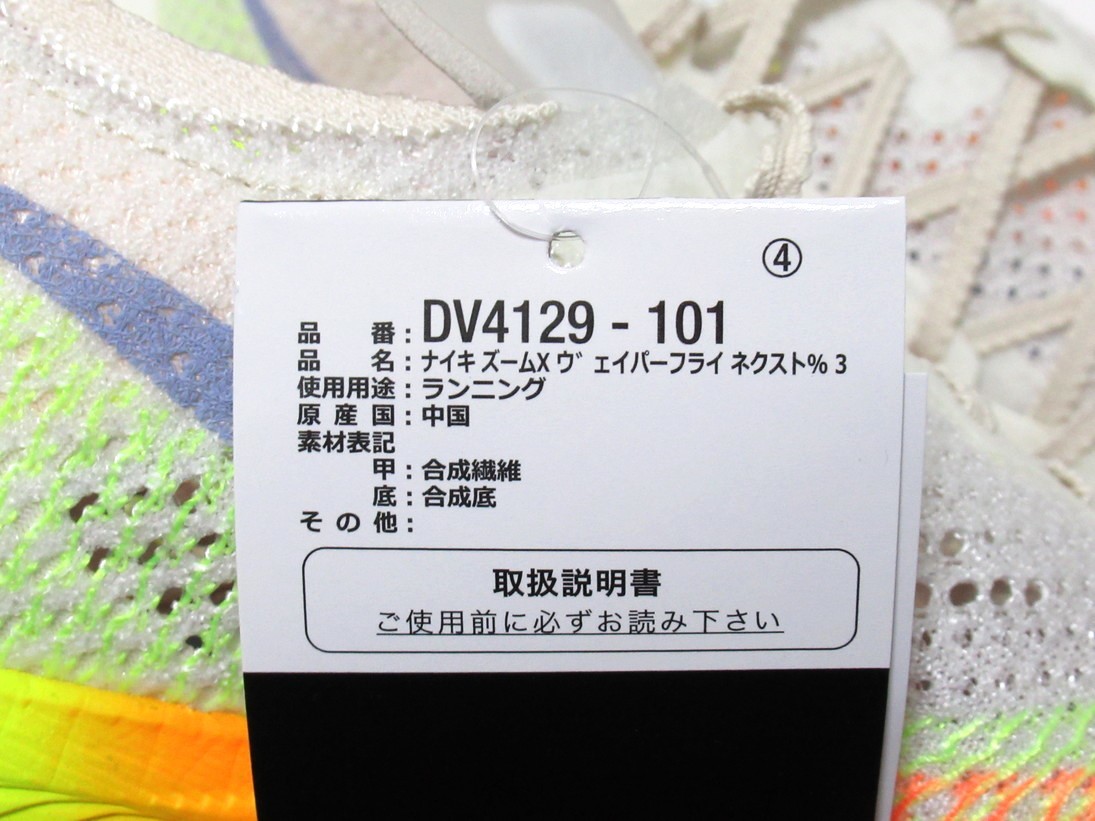 ④
品番：DV4129 - 101
品名：ナイキ ズームX ヴェイパーフライ ネクスト% 3
使用用途：ランニング
原産国：中国
素材表記
甲：合成繊維
底：合成底
その他：
取扱説明書
ご使用前に必ずお読み下さい